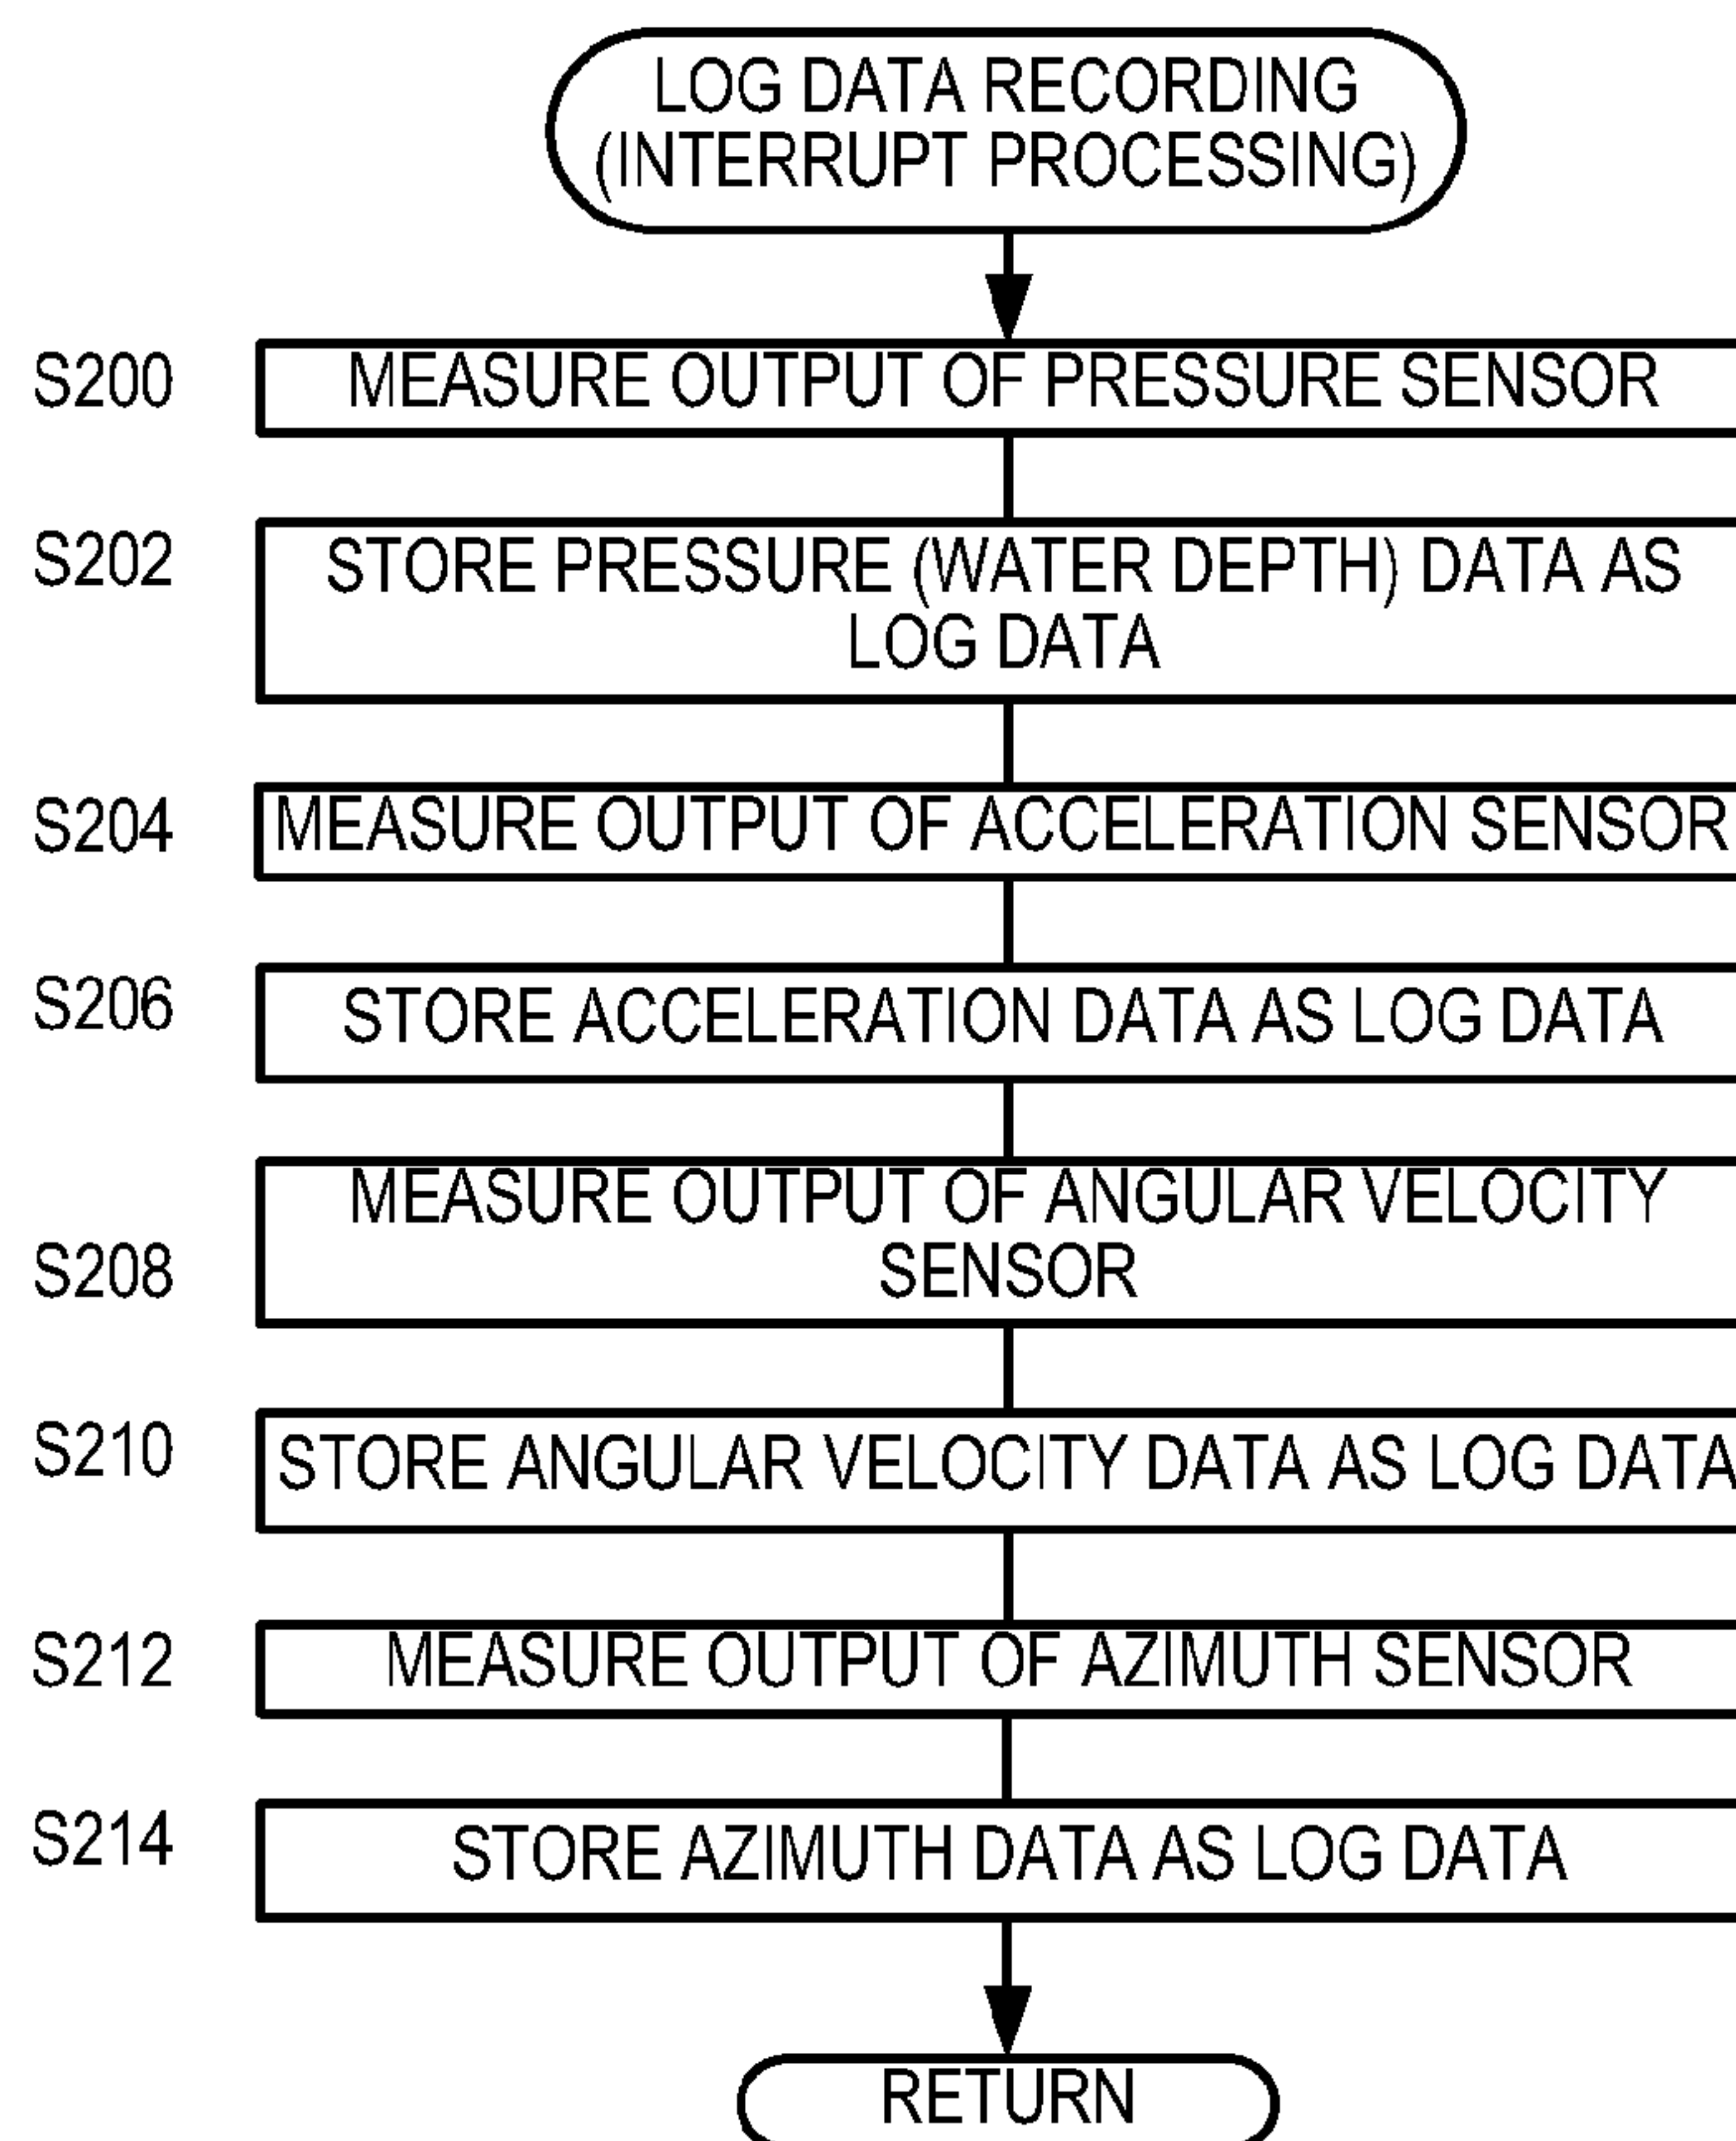 LOG DATA RECORDING
(INTERRUPT PROCESSING)
S200
MEASURE OUTPUT OF PRESSURE SENSOR
S202
STORE PRESSURE (WATER DEPTH) DATA AS
LOG DATA
S204
MEASURE OUTPUT OF ACCELERATION SENSOR
S206
STORE ACCELERATION DATA AS LOG DATA
S208
MEASURE OUTPUT OF ANGULAR VELOCITY
SENSOR
S210
STORE ANGULAR VELOCITY DATA AS LOG DATA
S212
MEASURE OUTPUT OF AZIMUTH SENSOR
S214
STORE AZIMUTH DATA AS LOG DATA
RETURN